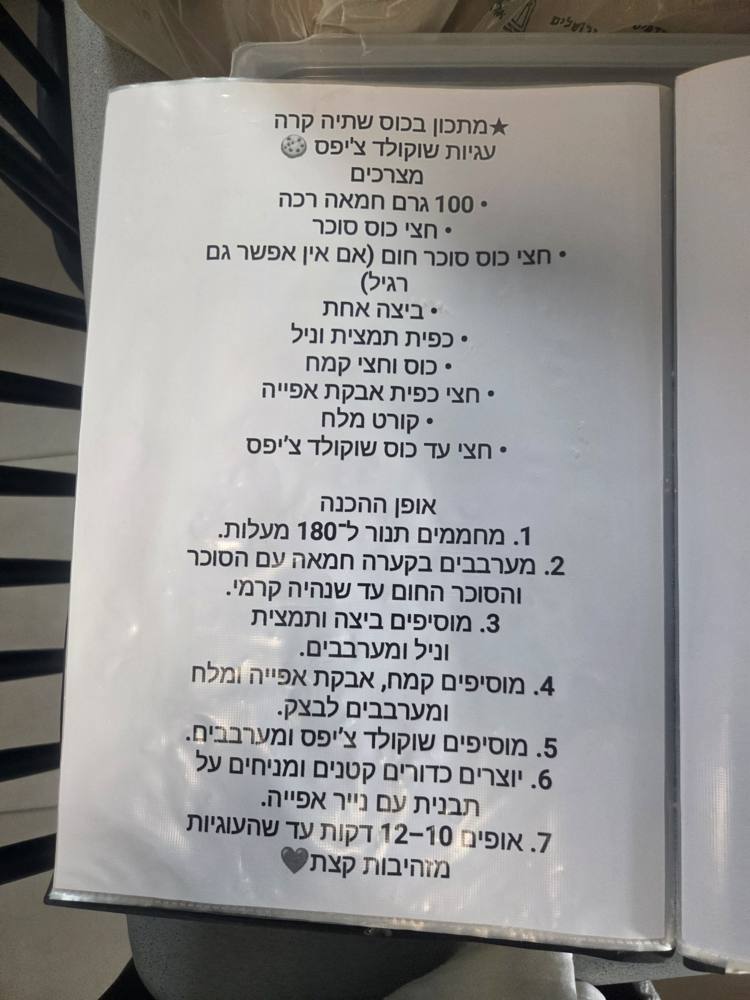 ★מתכון בכוס שתיה קרה
עגיות שוקולד צ'יפס 🍪
מצרכים
• 100 גרם חמאה רכה
• חצי כוס סוכר
• חצי כוס סוכר חום (אם אין אפשר גם
רגיל)
• ביצה אחת
• כפית תמצית וניל
• כוס וחצי קמח
• חצי כפית אבקת אפייה
• קורט מלח
• חצי עד כוס שוקולד צ'יפס
אופן ההכנה
1. מחממים תנור ל־180 מעלות.
2. מערבבים בקערה חמאה עם הסוכר
והסוכר החום עד שנהיה קרמי.
3. מוסיפים ביצה ותמצית
וניל ומערבבים.
4. מוסיפים קמח, אבקת אפייה ומלח
ומערבבים לבצק.
5. מוסיפים שוקולד צ'יפס ומערבבים.
6. יוצרים כדורים קטנים ומניחים על
תבנית עם נייר אפייה.
7. אופים 10–12 דקות עד שהעוגיות
מזהיבות קצת🖤